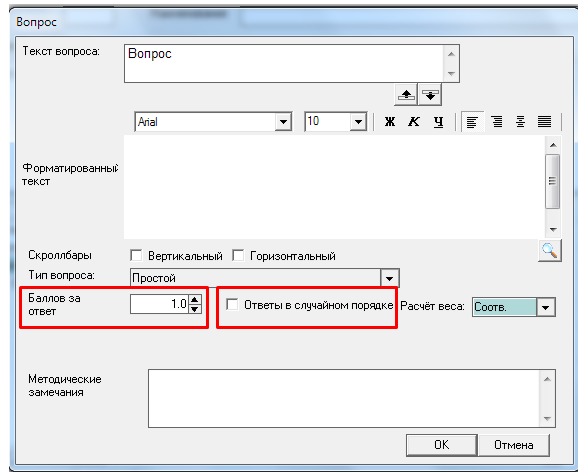 Вопрос
Текст вопроса:
Вопрос
Arial 10 Ж К Ч
Форматированный
текст
Скроллбары Вертикальный Горизонтальный
Тип вопроса: Простой
Баллов за
ответ
1.0 Ответы в случайном порядке Расчёт веса: Соотв.
Методические
замечания
OK Отмена